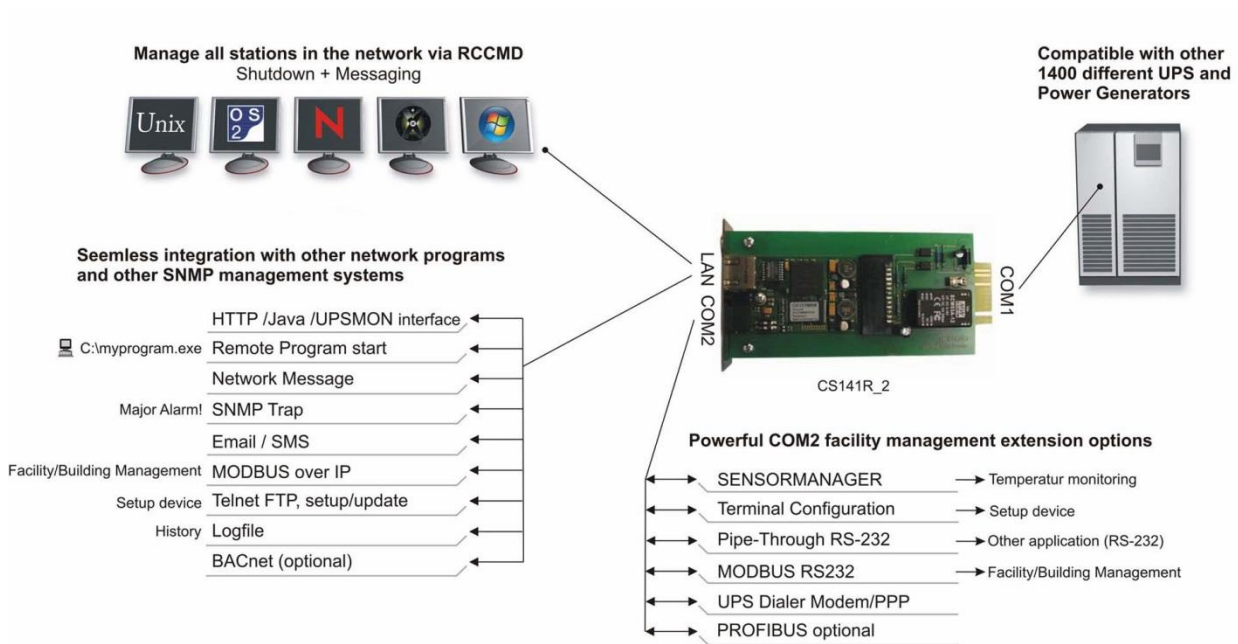 Manage all stations in the network via RCCMD
Shutdown + Messaging
Unix
OS
2
N
Compatible with other
1400 different UPS and
Power Generators
Seemless integration with other network programs
and other SNMP management systems
HTTP /Java /UPSMON interface
C:\myprogram.exe Remote Program start
Network Message
Major Alarm! SNMP Trap
Email / SMS
Facility/Building Management MODBUS over IP
Setup device Telnet FTP, setup/update
History Logfile
BACnet (optional)
LAN COM2
COM1
CS141R_2
Powerful COM2 facility management extension options
SENSORMANAGER Temperatur monitoring
Terminal Configuration Setup device
Pipe-Through RS-232 Other application (RS-232)
MODBUS RS232 Facility/Building Management
UPS Dialer Modem/PPP
PROFIBUS optional